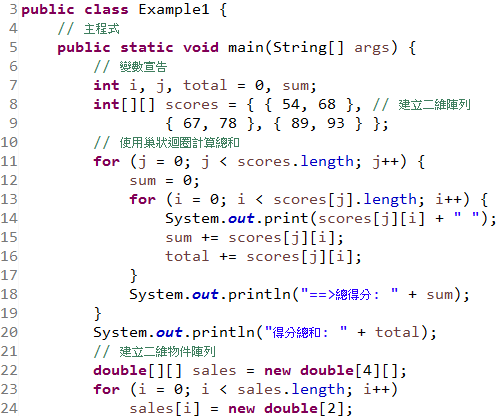 3 public class Example1 {
4     // 主程式
5     public static void main(String[] args) {
6         // 變數宣告
7         int i, j, total = 0, sum;
8         int[][] scores = { { 54, 68 }, // 建立二維陣列
9                 { 67, 78 }, { 89, 93 } };
10         // 使用巢狀迴圈計算總和
11         for (j = 0; j < scores.length; j++) {
12             sum = 0;
13             for (i = 0; i < scores[j].length; i++) {
14                 System.out.print(scores[j][i] + " ");
15                 sum += scores[j][i];
16                 total += scores[j][i];
17             }
18             System.out.println("==>總得分: " + sum);
19         }
20         System.out.println("得分總和: " + total);
21         // 建立二維物件陣列
22         double[][] sales = new double[4][];
23         for (i = 0; i < sales.length; i++)
24             sales[i] = new double[2];